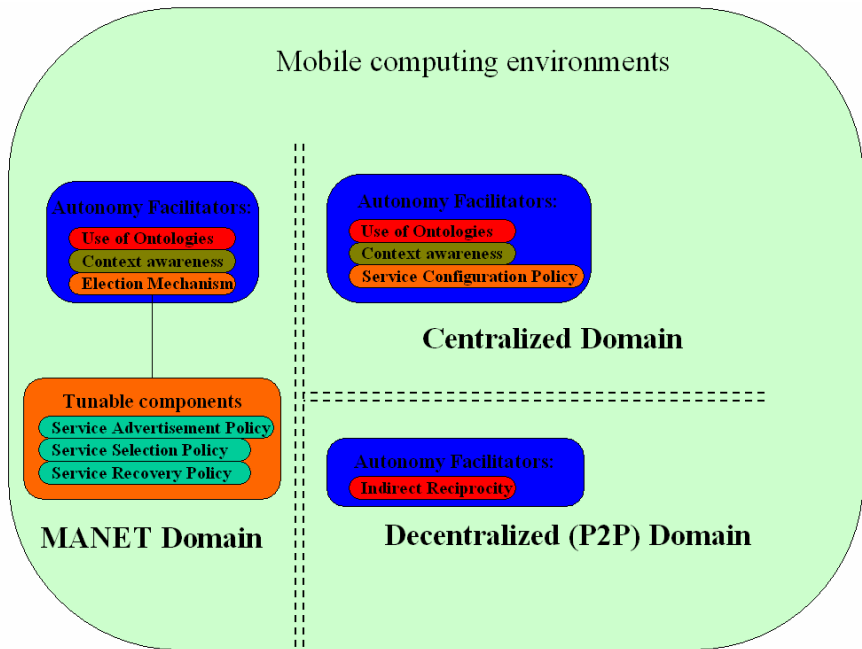 Mobile computing environments
Autonomy Facilitators:
Use of Ontologies
Context awareness
Election Mechanism
Tunable components
Service Advertisement Policy
Service Selection Policy
Service Recovery Policy
MANET Domain
Autonomy Facilitators:
Use of Ontologies
Context awareness
Service Configuration Policy
Centralized Domain
Autonomy Facilitators:
Indirect Reciprocity
Decentralized (P2P) Domain